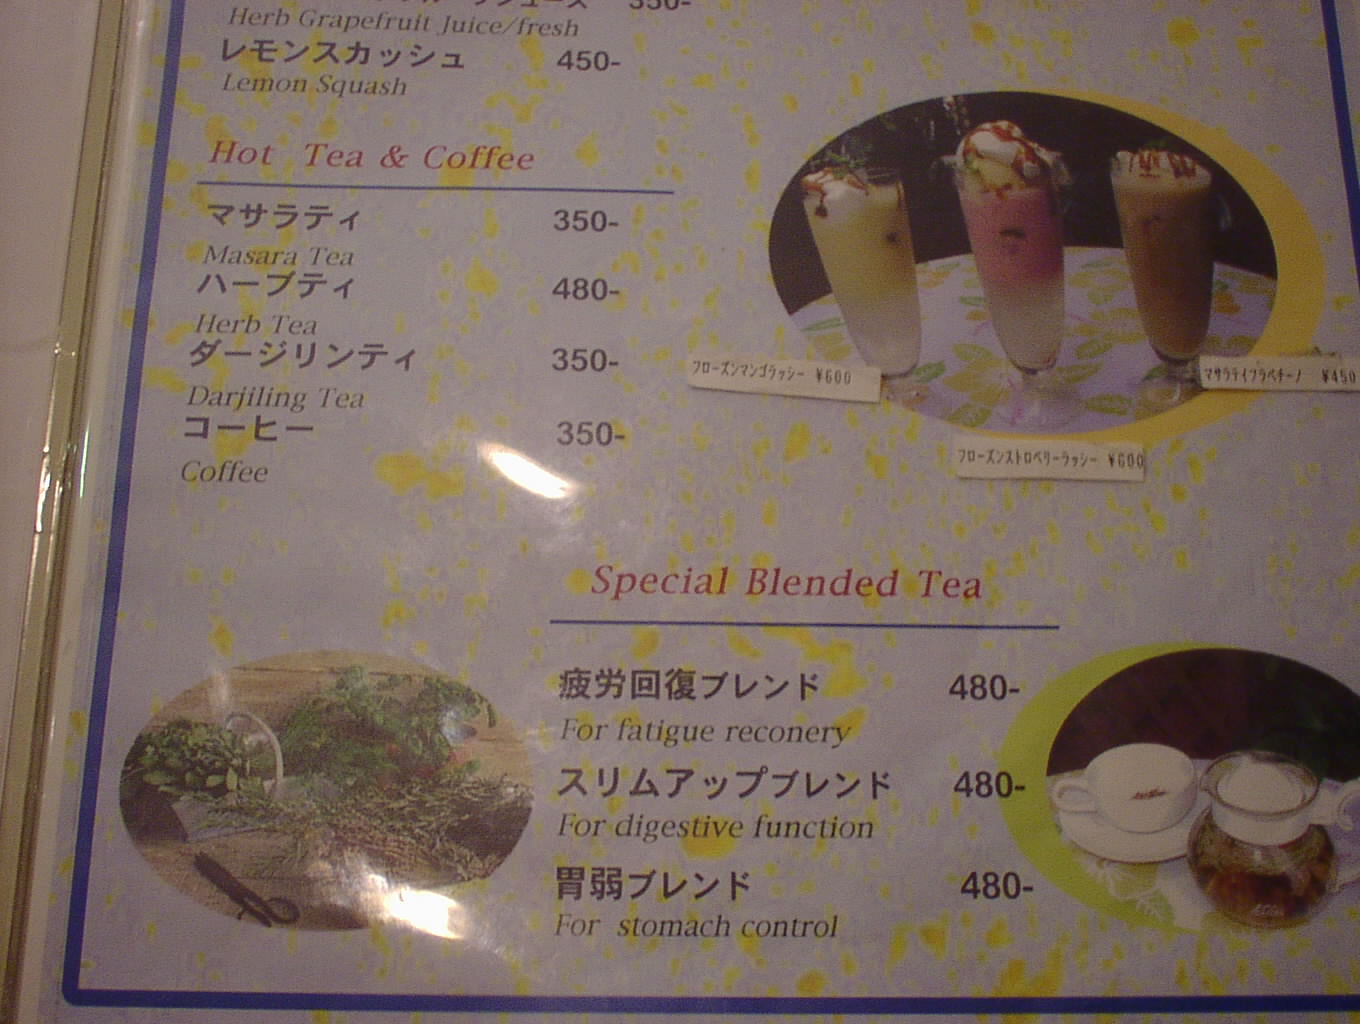 ジュース 350-
Herb Grapefruit Juice/fresh
レモンスカッシュ 450-
Lemon Squash
Hot Tea & Coffee
マサラティ 350-
Masara Tea
ハーブティ 480-
Herb Tea
ダージリンティ 350-
Darjiling Tea
コーヒー 350-
Coffee
フローズンマンゴラッシー ¥600
マサラティフラペチーノ ¥450
フローズンストロベリーラッシー ¥600
Special Blended Tea
疲労回復ブレンド 480-
For fatigue reconery
スリムアップブレンド 480-
For digestive function
胃弱ブレンド 480-
For stomach control